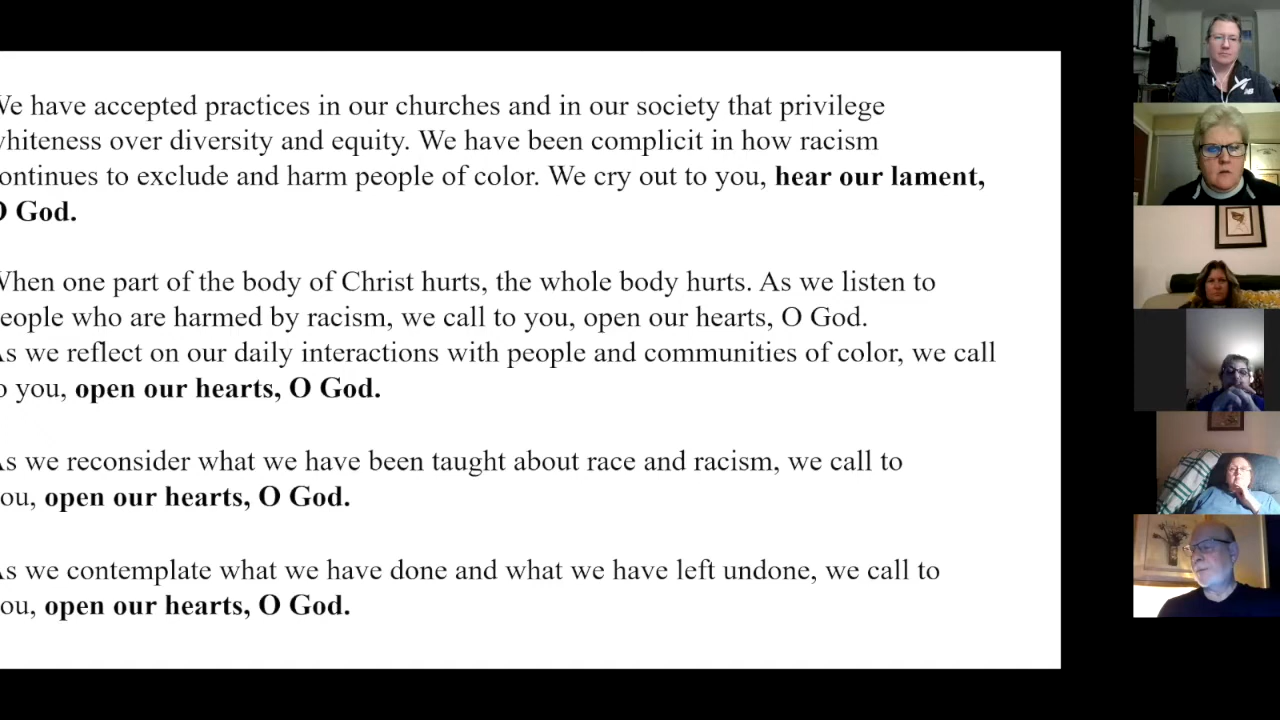 We have accepted practices in our churches and in our society that privilege
whiteness over diversity and equity. We have been complicit in how racism
continues to exclude and harm people of color. We cry out to you, hear our lament,
O God.
When one part of the body of Christ hurts, the whole body hurts. As we listen to
people who are harmed by racism, we call to you, open our hearts, O God.
As we reflect on our daily interactions with people and communities of color, we call
to you, open our hearts, O God.
As we reconsider what we have been taught about race and racism, we call to
you, open our hearts, O God.
As we contemplate what we have done and what we have left undone, we call to
you, open our hearts, O God.